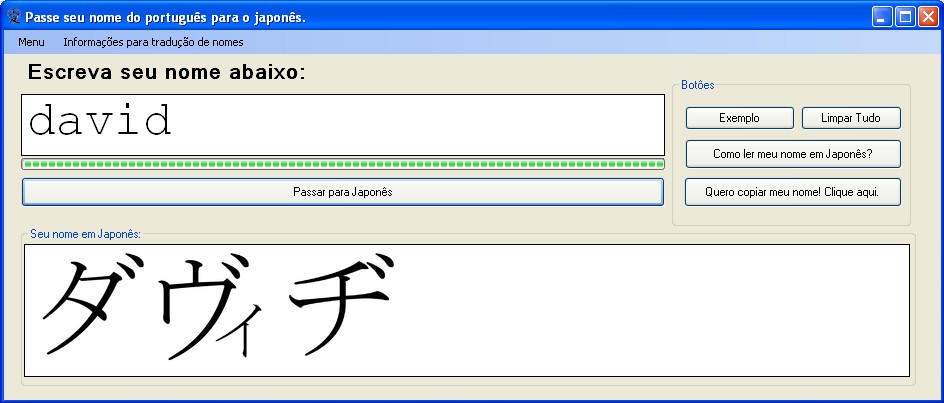 Passe seu nome do português para o japonês.
Menu Informações para tradução de nomes
Escreva seu nome abaixo:
david
Passar para Japonês
Botões
Exemplo Limpar Tudo
Como ler meu nome em Japonês?
Quero copiar meu nome! Clique aqui.
Seu nome em Japonês:
ダヴィヂ